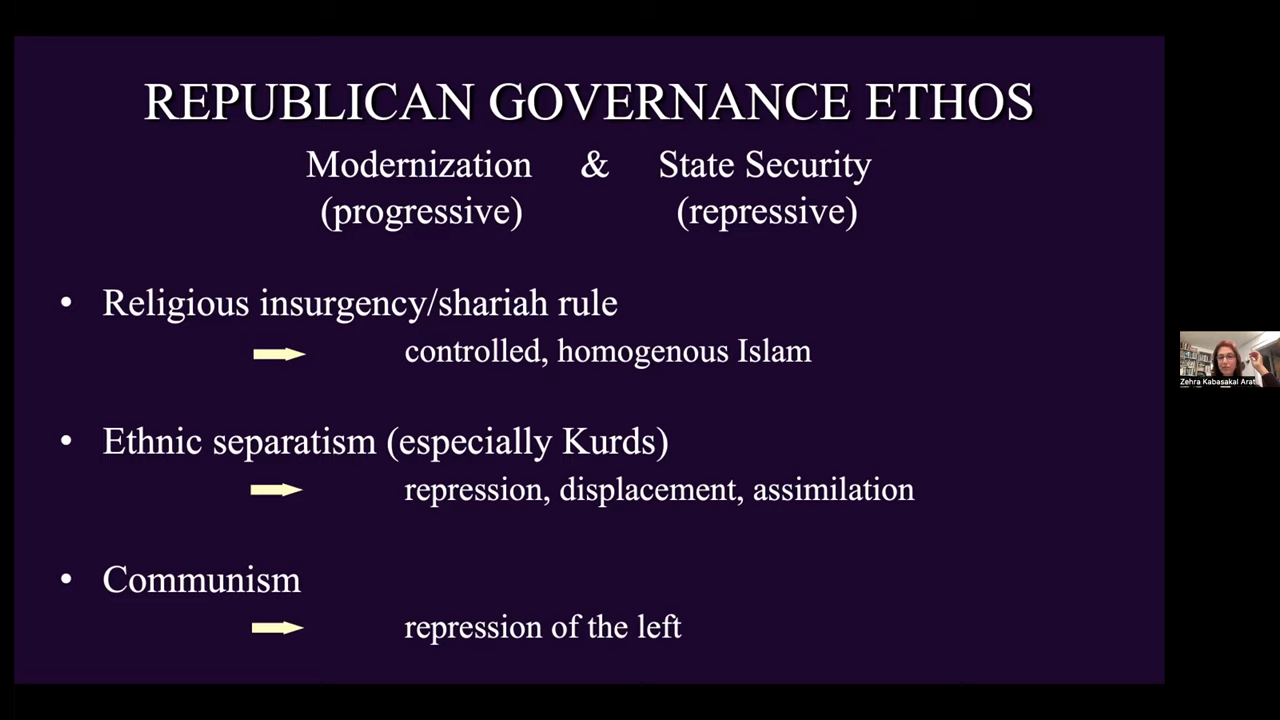 REPUBLICAN GOVERNANCE ETHOS
Modernization & State Security
(progressive) (repressive)
• Religious insurgency/shariah rule
controlled, homogenous Islam
• Ethnic separatism (especially Kurds)
repression, displacement, assimilation
• Communism
repression of the left
Zehra Kabasakal Arat